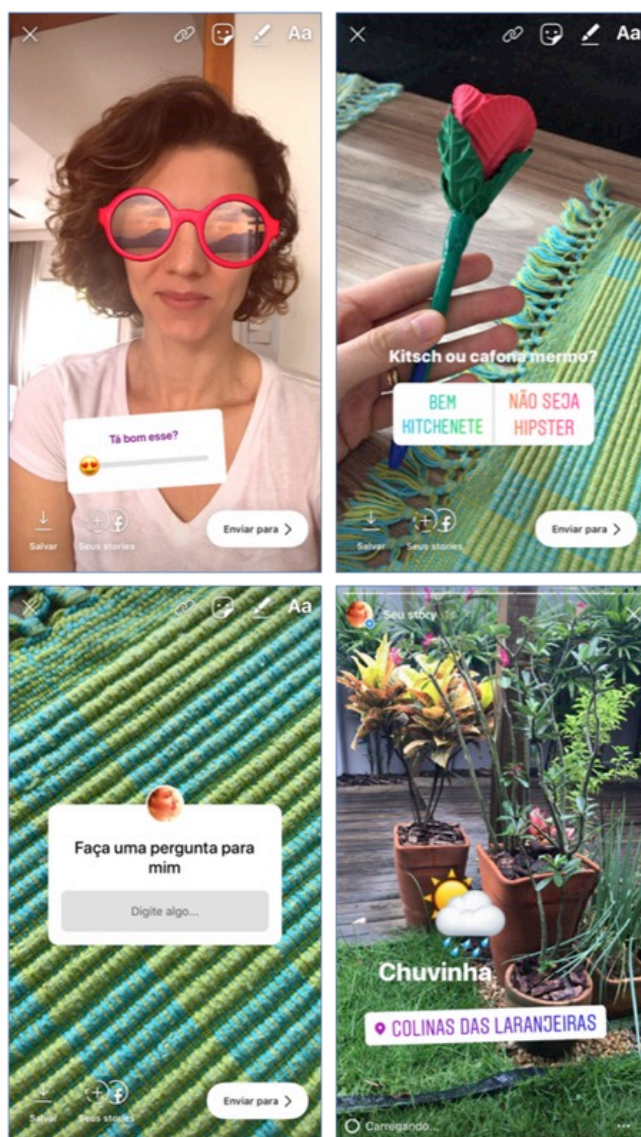 Aa
Tá bom esse?
Salvar
Seus stories
Enviar para
Aa
Kitsch ou cafona mermo?
BEM
KITCHENETE
NÃO SEJA
HIPSTER
Salvar
Seus stories
Enviar para
Aa
Faça uma pergunta para
mim
Digite algo...
Salvar
Seus stories
Enviar para
Seu story 1s
Chuvinha
COLINAS DAS LARANJEIRAS
Carregando...